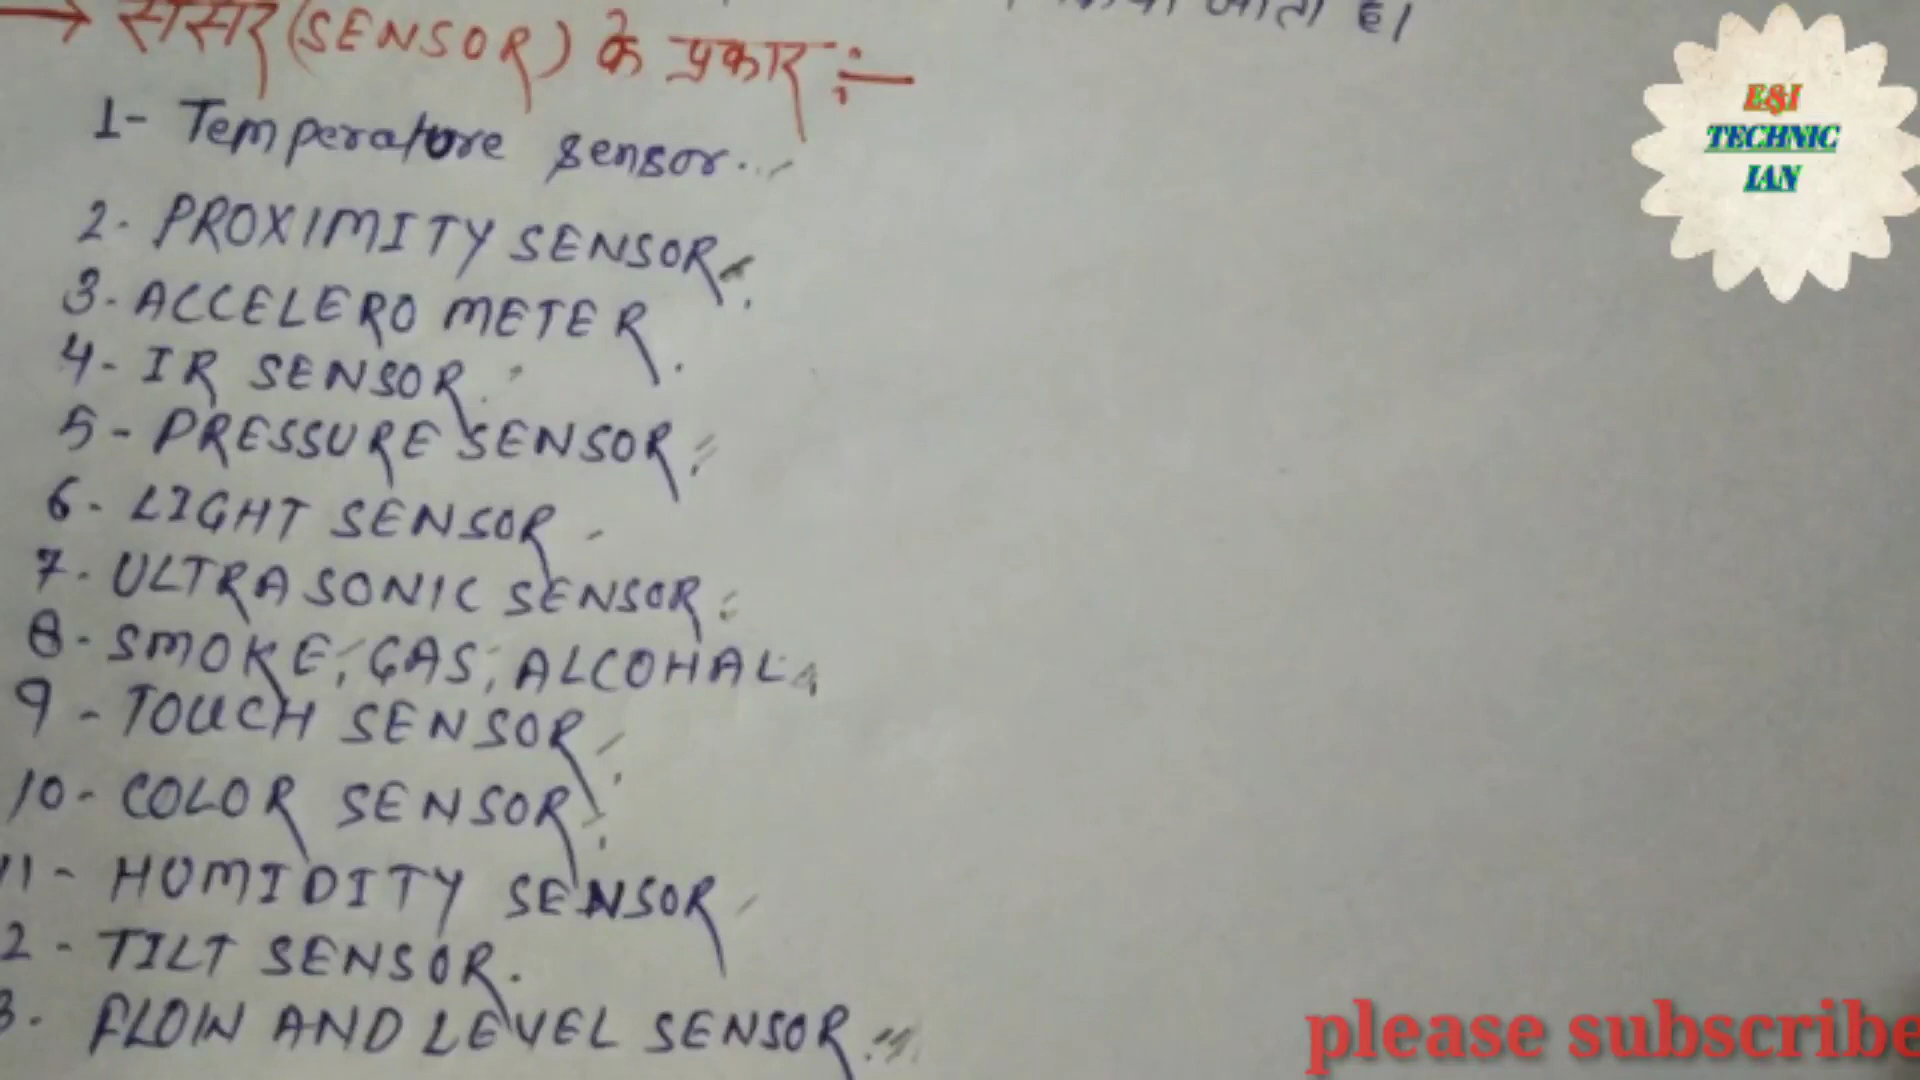 जाता है।
→ सेंसर (SENSOR) के प्रकार :-
1- Temperature sensor.
2. PROXIMITY SENSOR.
3. ACCELERO METER.
4- IR SENSOR.
5- PRESSURE SENSOR.
6- LIGHT SENSOR
7. ULTRASONIC SENSOR.
8- SMOKE, GAS, ALCOHAL
9- TOUCH SENSOR
10- COLOR SENSOR
11- HUMIDITY SENSOR
2- TILT SENSOR.
3. FLOW AND LEVEL SENSOR.
E&I
TECHNIC
IAN
please subscribe